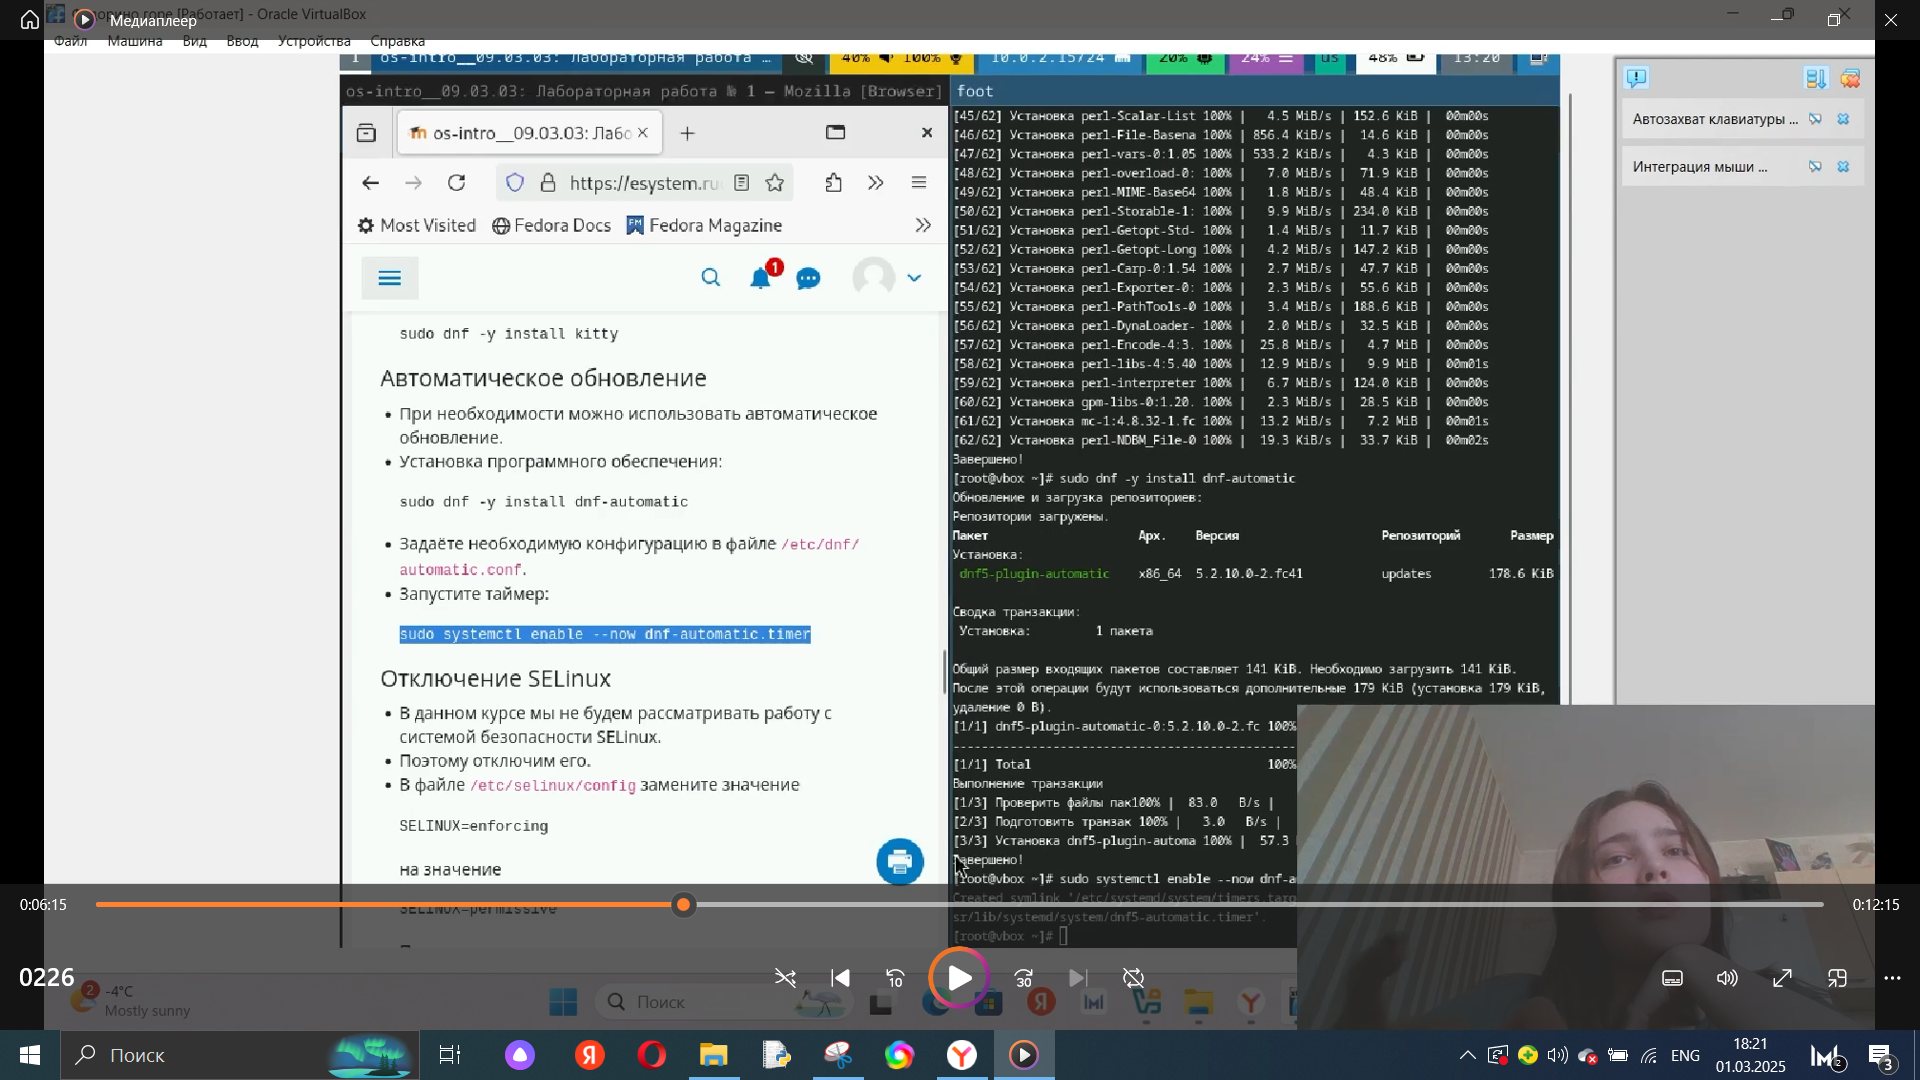 [Работает] - Oracle VirtualBox
Медиаплеер
Файл Машина Вид Ввод Устройства Справка
1 os-intro__09.03.03: Лабораторная работа … 40% 100% 10.0.2.15/24 20% 24% us 48% 13:20
os-intro__09.03.03: Лабораторная работа № 1 — Mozilla [Browser]
os-intro__09.03.03: Лабо
https://esystem.ru
Most Visited Fedora Docs Fedora Magazine
1
sudo dnf -y install kitty
Автоматическое обновление
• При необходимости можно использовать автоматическое
обновление.
• Установка программного обеспечения:
sudo dnf -y install dnf-automatic
• Задаёте необходимую конфигурацию в файле /etc/dnf/
automatic.conf.
• Запустите таймер:
sudo systemctl enable --now dnf-automatic.timer
Отключение SELinux
• В данном курсе мы не будем рассматривать работу с
системой безопасности SELinux.
• Поэтому отключим его.
• В файле /etc/selinux/config замените значение
SELINUX=enforcing
на значение
SELINUX=permissive
foot
[45/62] Установка perl-Scalar-List 100% | 4.5 MiB/s | 152.6 KiB | 00m00s
[46/62] Установка perl-File-Basena 100% | 856.4 KiB/s | 14.6 KiB | 00m00s
[47/62] Установка perl-vars-0:1.05 100% | 533.2 KiB/s | 4.3 KiB | 00m00s
[48/62] Установка perl-overload-0: 100% | 7.0 MiB/s | 71.9 KiB | 00m00s
[49/62] Установка perl-MIME-Base64 100% | 1.8 MiB/s | 48.4 KiB | 00m00s
[50/62] Установка perl-Storable-1: 100% | 9.9 MiB/s | 234.0 KiB | 00m00s
[51/62] Установка perl-Getopt-Std- 100% | 1.4 MiB/s | 11.7 KiB | 00m00s
[52/62] Установка perl-Getopt-Long 100% | 4.2 MiB/s | 147.2 KiB | 00m00s
[53/62] Установка perl-Carp-0:1.54 100% | 2.7 MiB/s | 47.7 KiB | 00m00s
[54/62] Установка perl-Exporter-0: 100% | 2.3 MiB/s | 55.6 KiB | 00m00s
[55/62] Установка perl-PathTools-0 100% | 3.4 MiB/s | 188.6 KiB | 00m00s
[56/62] Установка perl-DynaLoader- 100% | 2.0 MiB/s | 32.5 KiB | 00m00s
[57/62] Установка perl-Encode-4:3. 100% | 25.8 MiB/s | 4.7 MiB | 00m00s
[58/62] Установка perl-libs-4:5.40 100% | 12.9 MiB/s | 9.9 MiB | 00m01s
[59/62] Установка perl-interpreter 100% | 6.7 MiB/s | 124.0 KiB | 00m00s
[60/62] Установка gpm-libs-0:1.20. 100% | 2.3 MiB/s | 28.5 KiB | 00m00s
[61/62] Установка mc-1:4.8.32-1.fc 100% | 13.2 MiB/s | 7.2 MiB | 00m01s
[62/62] Установка perl-NDBM_File-0 100% | 19.3 KiB/s | 33.7 KiB | 00m02s
Завершено!
[root@vbox ~]# sudo dnf -y install dnf-automatic
Обновление и загрузка репозиториев:
Репозитории загружены.
Пакет Арх. Версия Репозиторий Размер
Установка:
dnf5-plugin-automatic x86_64 5.2.10.0-2.fc41 updates 178.6 KiB
Сводка транзакции:
Установка: 1 пакета
Общий размер входящих пакетов составляет 141 KiB. Необходимо загрузить 141 KiB.
После этой операции будут использоваться дополнительные 179 KiB (установка 179 KiB,
удаление 0 B).
[1/1] dnf5-plugin-automatic-0:5.2.10.0-2.fc 100%
[1/1] Total 100%
Выполнение транзакции
[1/3] Проверить файлы пак100% | 83.0 B/s |
[2/3] Подготовить транзак 100% | 3.0 B/s |
[3/3] Установка dnf5-plugin-automa 100% | 57.3
Завершено!
[root@vbox ~]# sudo systemctl enable --now dnf-a
Created symlink '/etc/systemd/system/timers.targ
sr/lib/systemd/system/dnf-automatic.timer'.
[root@vbox ~]#
Автозахват клавиатуры ...
Интеграция мыши ...
0:06:15 0:12:15
0226 10 30
2 -4°C
Mostly sunny
Поиск
Поиск ENG 18:21
01.03.2025 2 3